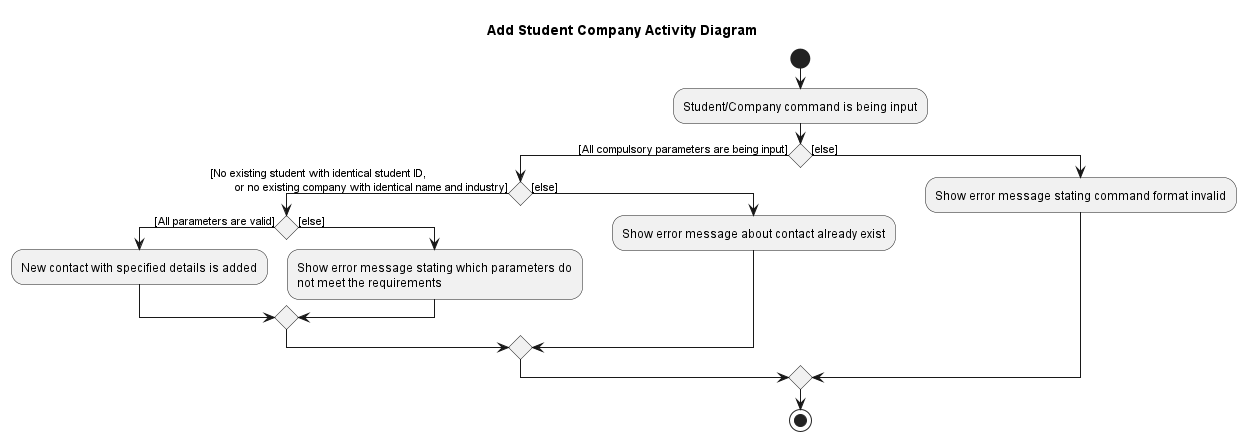 Add Student Company Activity Diagram
Student/Company command is being input
[All compulsory parameters are being input]
[else]
[No existing student with identical student ID,
or no existing company with identical name and industry]
[else]
Show error message stating command format invalid
[All parameters are valid]
[else]
Show error message about contact already exist
New contact with specified details is added
Show error message stating which parameters do
not meet the requirements